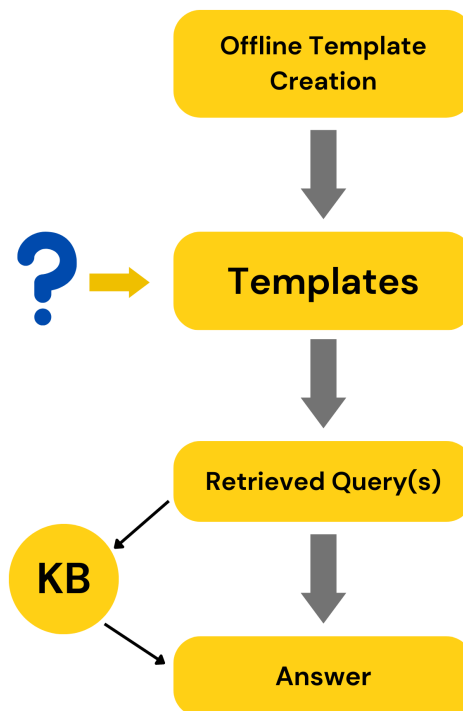 Offline Template
Creation
?
Templates
Retrieved Query(s)
KB
Answer